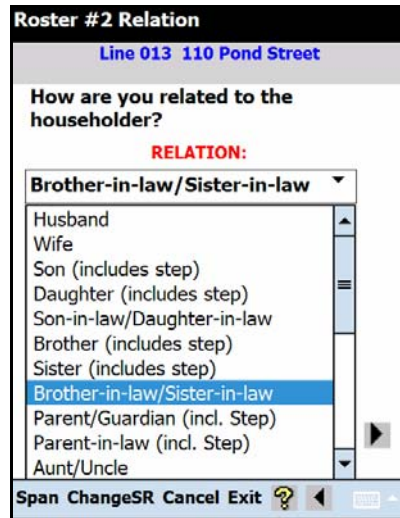 Roster #2 Relation
Line 013 110 Pond Street
How are you related to the
householder?
RELATION:
Brother-in-law/Sister-in-law
Husband
Wife
Son (includes step)
Daughter (includes step)
Son-in-law/Daughter-in-law
Brother (includes step)
Sister (includes step)
Brother-in-law/Sister-in-law
Parent/Guardian (incl. Step)
Parent-in-law (incl. Step)
Aunt/Uncle
Span ChangeSR Cancel Exit ?